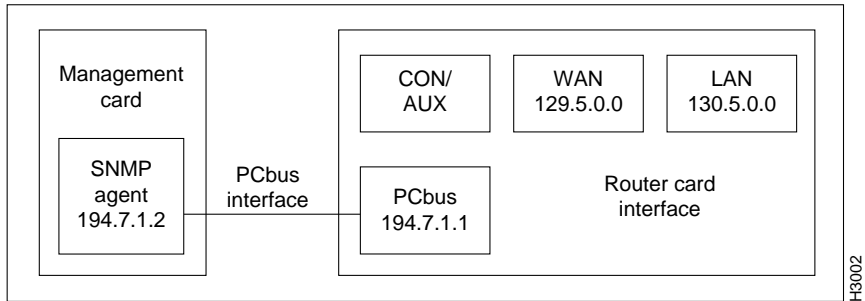 Management
card
SNMP
agent
194.7.1.2
PCbus
interface
CON/
AUX
WAN
129.5.0.0
LAN
130.5.0.0
PCbus
194.7.1.1
Router card
interface
H3002